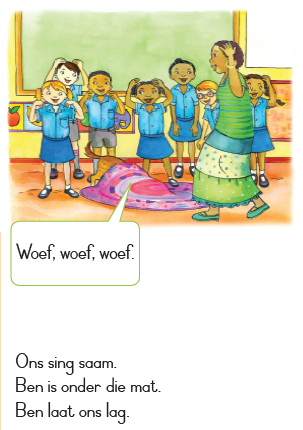 Woef, woef, woef.
Ons sing saam.
Ben is onder die mat.
Ben laat ons lag.